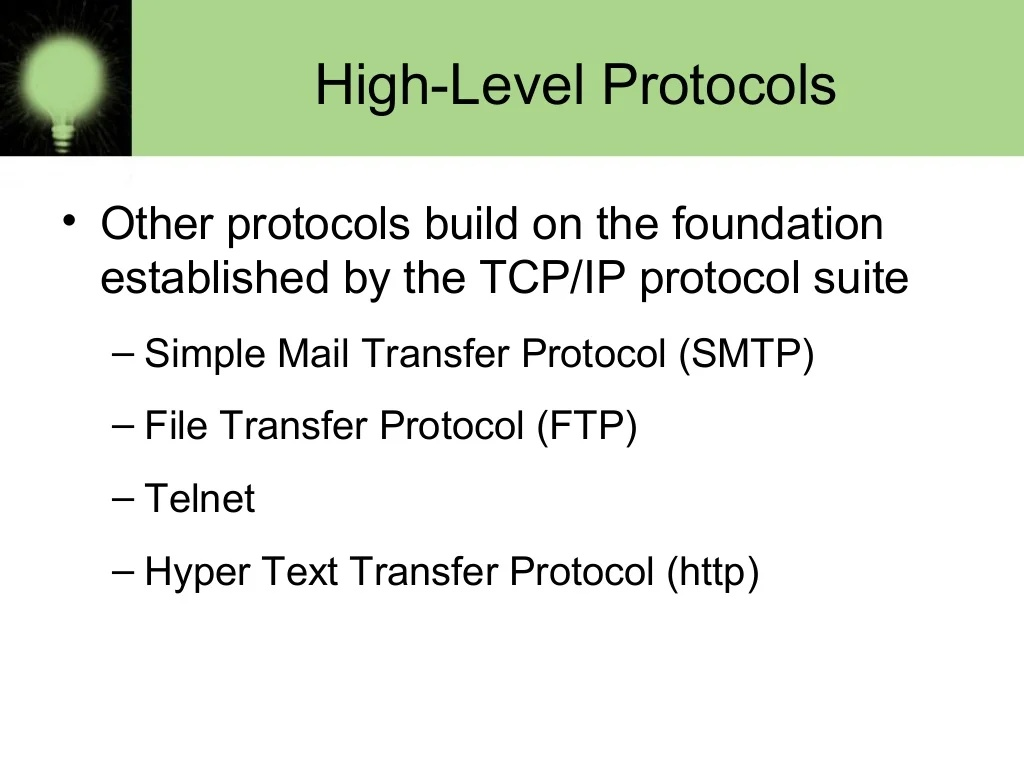 High-Level Protocols
• Other protocols build on the foundation
established by the TCP/IP protocol suite
– Simple Mail Transfer Protocol (SMTP)
– File Transfer Protocol (FTP)
– Telnet
– Hyper Text Transfer Protocol (http)